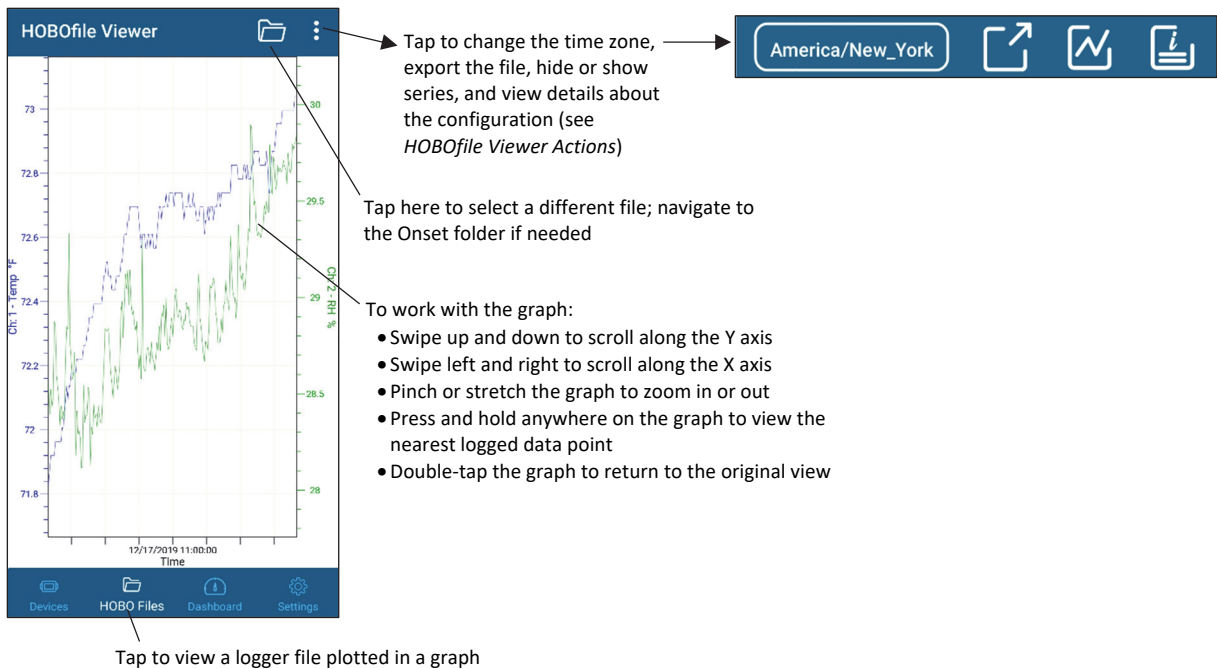 HOBOfile Viewer
Tap to change the time zone,
export the file, hide or show
series, and view details about
the configuration (see
HOBOfile Viewer Actions)
America/New_York
Tap here to select a different file; navigate to
the Onset folder if needed
To work with the graph:
• Swipe up and down to scroll along the Y axis
• Swipe left and right to scroll along the X axis
• Pinch or stretch the graph to zoom in or out
• Press and hold anywhere on the graph to view the
nearest logged data point
• Double-tap the graph to return to the original view
Ch: 1 - Temp °F
73
72.8
72.6
72.4
72.2
72
71.8
30
29.5
29
28.5
28
Ch: 2 - RH %
12/17/2019 11:00:00
Time
Devices
HOBO Files
Dashboard
Settings
Tap to view a logger file plotted in a graph